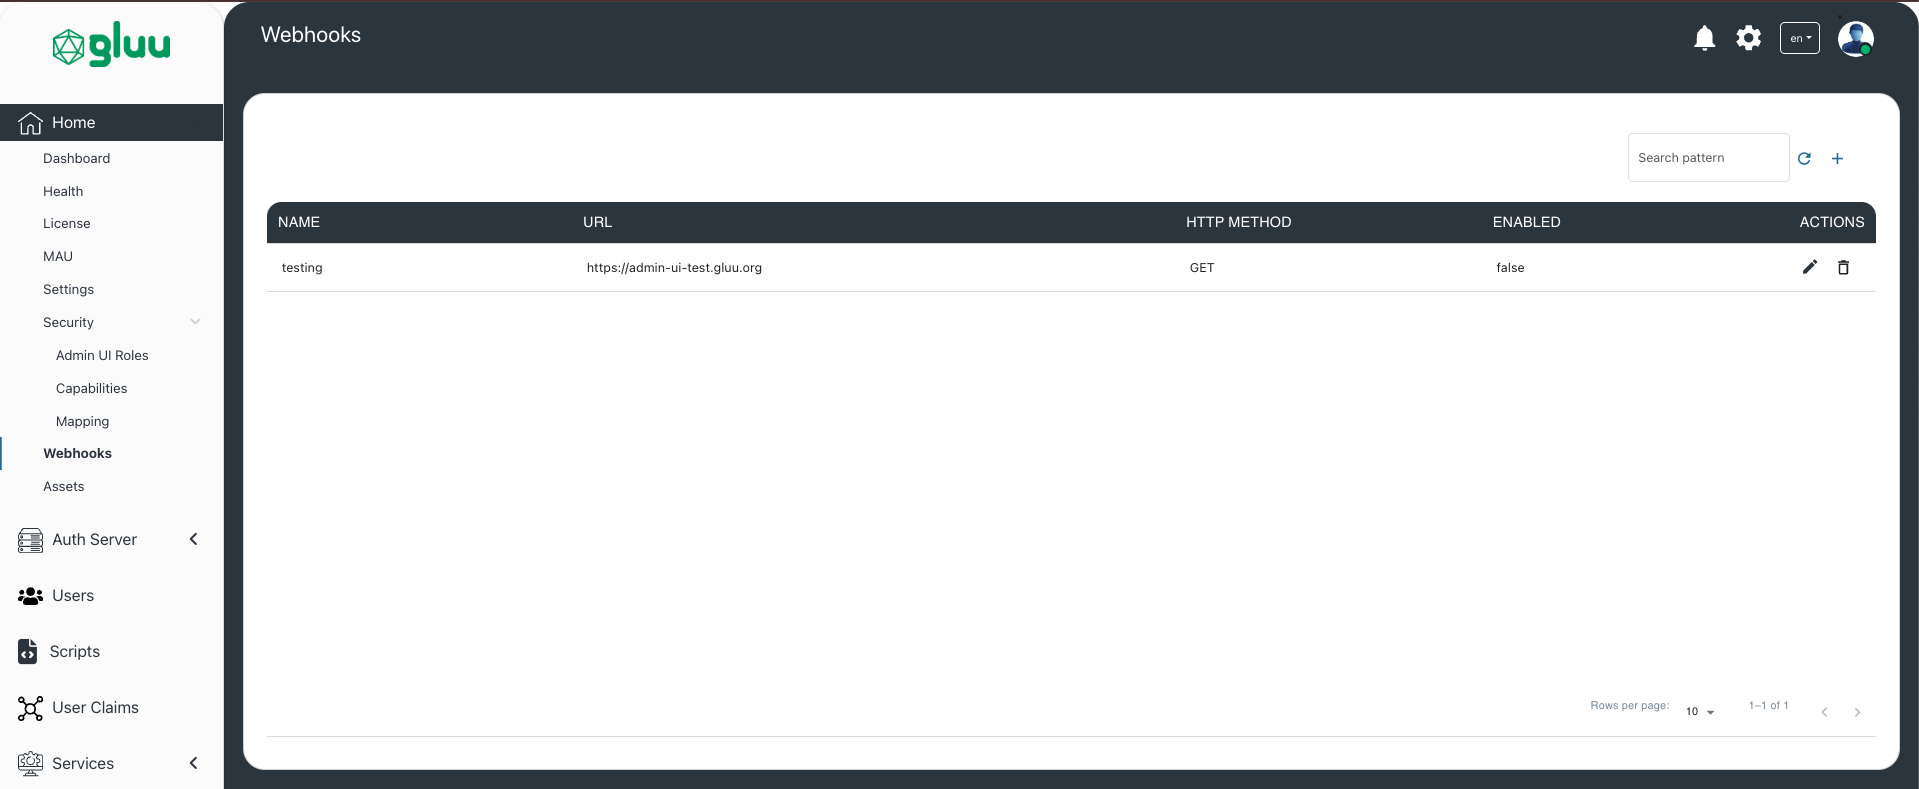 gluu
Webhooks
en
Home
Dashboard
Health
License
MAU
Settings
Security
Admin UI Roles
Capabilities
Mapping
Webhooks
Assets
Auth Server
Users
Scripts
User Claims
Services
Search pattern
NAME URL HTTP METHOD ENABLED ACTIONS
testing https://admin-ui-test.gluu.org GET false
Rows per page: 10 1–1 of 1